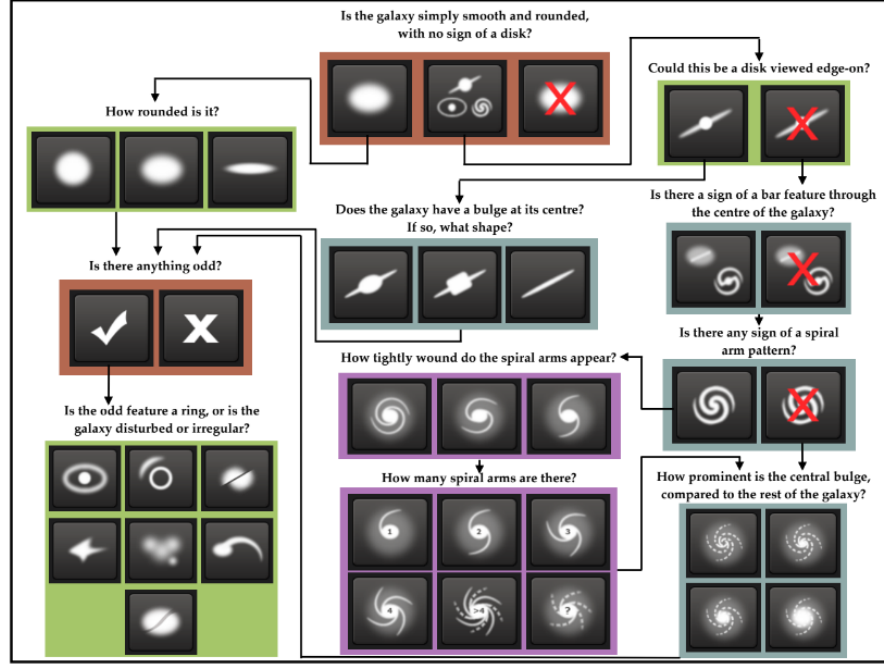 Is the galaxy simply smooth and rounded,
with no sign of a disk?
Could this be a disk viewed edge-on?
How rounded is it?
Is there a sign of a bar feature through
the centre of the galaxy?
Does the galaxy have a bulge at its centre?
If so, what shape?
Is there anything odd?
Is there any sign of a spiral
arm pattern?
How tightly wound do the spiral arms appear?
Is the odd feature a ring, or is the
galaxy disturbed or irregular?
How many spiral arms are there?
How prominent is the central bulge,
compared to the rest of the galaxy?
1 2 3
4 >4 ?